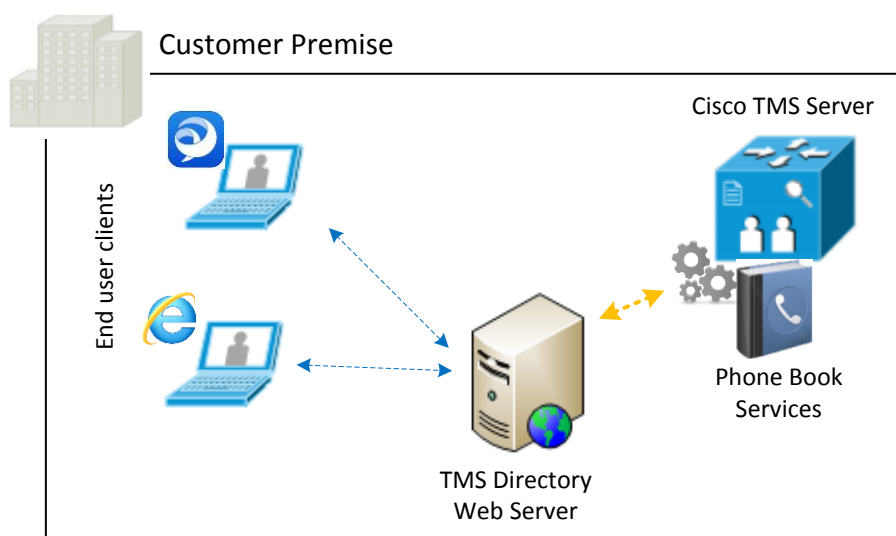 Customer Premise
Cisco TMS Server
End user clients
Phone Book
Services
TMS Directory
Web Server